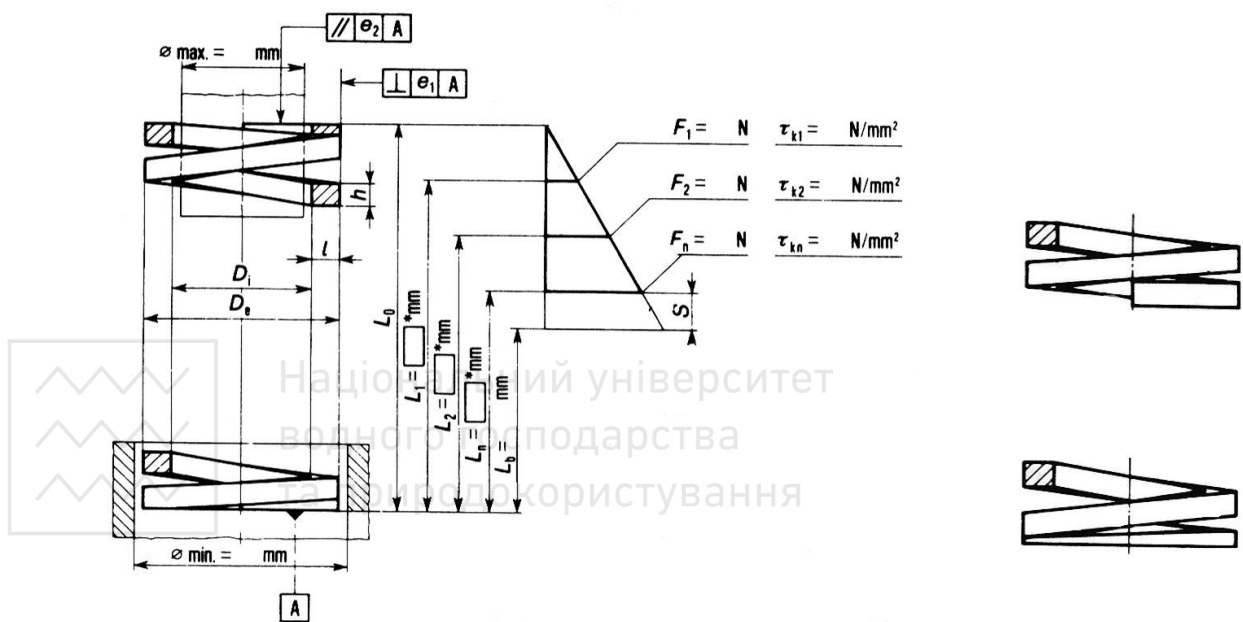 // e₂ A
ø max. = mm
⊥ e₁ A
F₁ = N τk1 = N/mm²
F₂ = N τk2 = N/mm²
Fn = N τkn = N/mm²
h
l
Di
De
L₀
L₁ = *mm
L₂ = *mm
Ln = *mm
Lb = mm
S
Національний університет
водного господарства
та природокористування
ø min. = mm
A